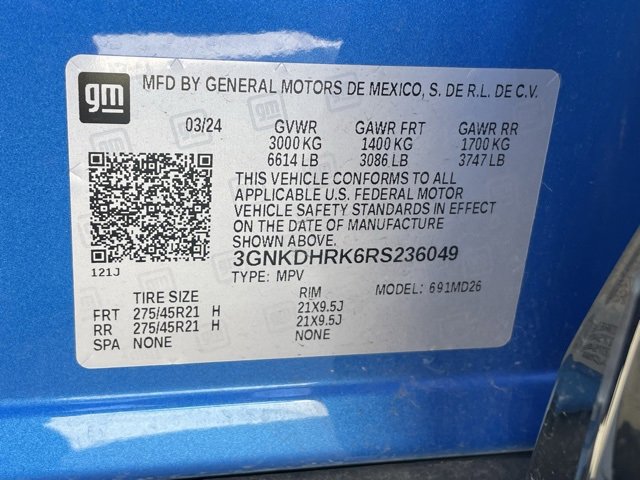 gm
MFD BY GENERAL MOTORS DE MEXICO, S. DE R.L. DE C.V.
03/24 GVWR GAWR FRT GAWR RR
3000 KG 1400 KG 1700 KG
6614 LB 3086 LB 3747 LB
THIS VEHICLE CONFORMS TO ALL
APPLICABLE U.S. FEDERAL MOTOR
VEHICLE SAFETY STANDARDS IN EFFECT
ON THE DATE OF MANUFACTURE
SHOWN ABOVE.
3GNKDHRK6RS236049
121J
TYPE: MPV
TIRE SIZE RIM MODEL: 691MD26
FRT 275/45R21 H 21X9.5J
RR 275/45R21 H 21X9.5J
SPA NONE NONE